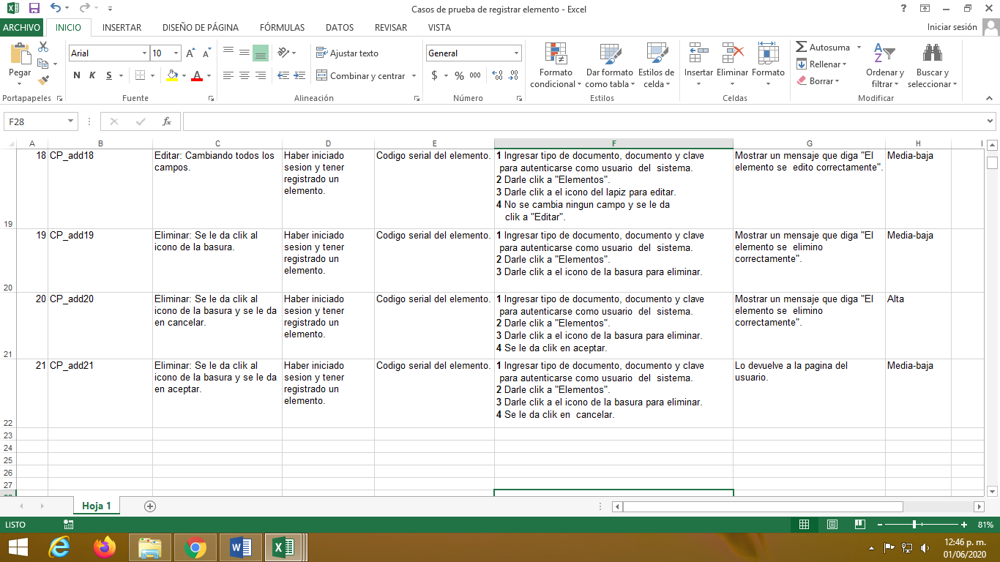 Casos de prueba de registrar elemento - Excel
ARCHIVO INICIO INSERTAR DISEÑO DE PÁGINA FÓRMULAS DATOS REVISAR VISTA Iniciar sesión
Pegar
Portapapeles
Arial 10
N K S
Fuente
Ajustar texto
Combinar y centrar
Alineación
General
$ % 000
Número
Formato condicional
Dar formato como tabla
Estilos de celda
Estilos
Insertar Eliminar Formato
Celdas
Autosuma
Rellenar
Borrar
Ordenar y filtrar
Buscar y seleccionar
Modificar
F28
fx
A B C D E F G H I
18 CP_add18 Editar: Cambiando todos los Haber iniciado Codigo serial del elemento. 1 Ingresar tipo de documento, documento y clave Mostrar un mensaje que diga "El Media-baja
campos. sesion y tener para autenticarse como usuario del sistema. elemento se edito correctamente".
registrado un 2 Darle clik a "Elementos".
elemento. 3 Darle clik a el icono del lapiz para editar.
4 No se cambia ningun campo y se le da
19 clik a "Editar".
19 CP_add19 Eliminar: Se le da clik al Haber iniciado Codigo serial del elemento. 1 Ingresar tipo de documento, documento y clave Mostrar un mensaje que diga "El Media-baja
icono de la basura. sesion y tener para autenticarse como usuario del sistema. elemento se elimino
registrado un 2 Darle clik a "Elementos". correctamente".
elemento. 3 Darle clik a el icono de la basura para eliminar.
20
20 CP_add20 Eliminar: Se le da clik al Haber iniciado Codigo serial del elemento. 1 Ingresar tipo de documento, documento y clave Mostrar un mensaje que diga "El Alta
icono de la basura y se le da sesion y tener para autenticarse como usuario del sistema. elemento se elimino
en cancelar. registrado un 2 Darle clik a "Elementos". correctamente".
elemento. 3 Darle clik a el icono de la basura para eliminar.
21 4 Se le da clik en aceptar.
21 CP_add21 Eliminar: Se le da clik al Haber iniciado Codigo serial del elemento. 1 Ingresar tipo de documento, documento y clave Lo devuelve a la pagina del Media-baja
icono de la basura y se le da sesion y tener para autenticarse como usuario del sistema. usuario.
en aceptar. registrado un 2 Darle clik a "Elementos".
elemento. 3 Darle clik a el icono de la basura para eliminar.
4 Se le da clik en cancelar.
22
23
24
25
26
27
Hoja 1
LISTO 81%
12:46 p. m.
01/06/2020